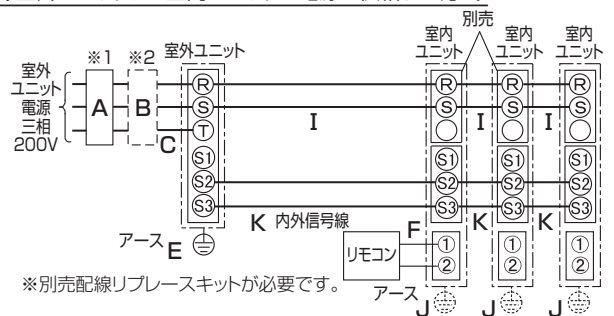 別売
室外ユニット
室内
ユニット
室内
ユニット
室内
ユニット
※1
※2
室外
ユニット
電源
三相
200V
A
B
C
R
S
T
S1
S2
S3
I
R
S
S1
S2
S3
I
R
S
S1
S2
S3
I
R
S
S1
S2
S3
K 内外信号線
K
K
アース E
リモコン
F
①
②
①
②
①
②
※別売配線リプレースキットが必要です。
アース J
J
J